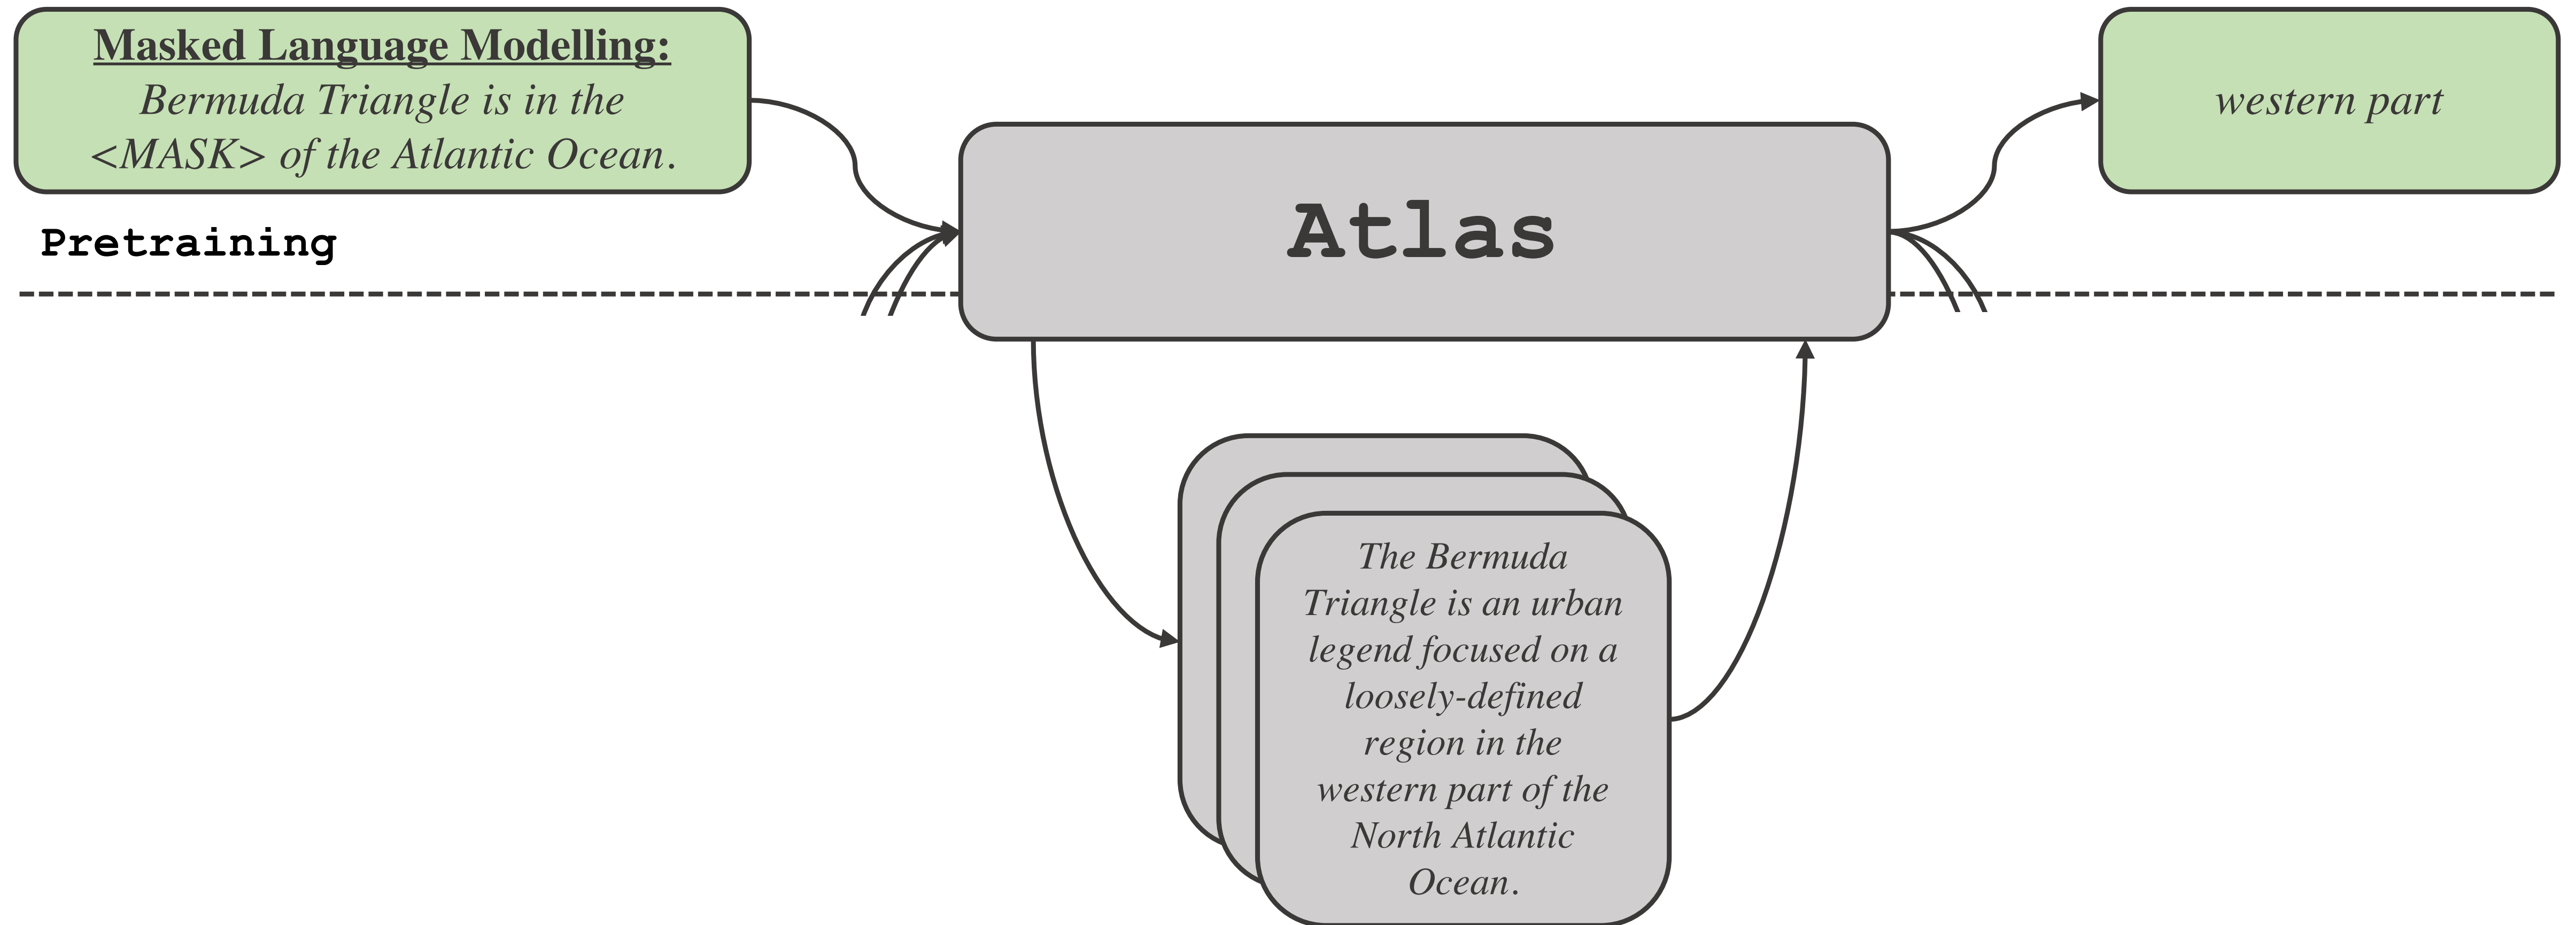 Masked Language Modelling:
Bermuda Triangle is in the
<MASK> of the Atlantic Ocean.
western part
Pretraining
Atlas
The Bermuda
Triangle is an urban
legend focused on a
loosely-defined
region in the
western part of the
North Atlantic
Ocean.